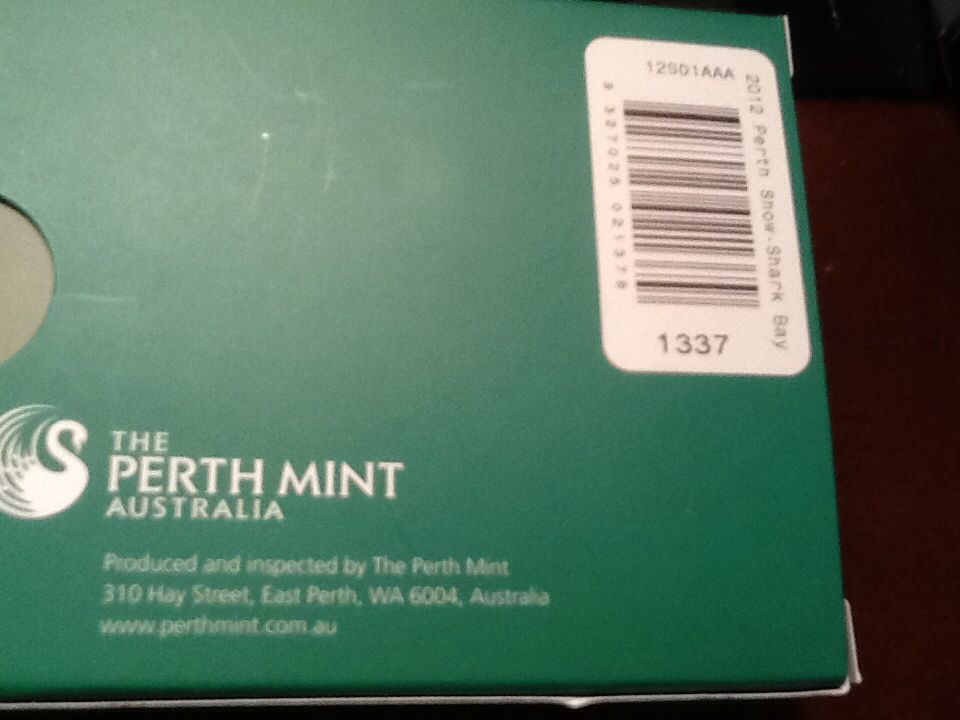 12S01AAA
2012 Perth Show-Shark Bay
9 327025 021378
1337
THE
PERTH MINT
AUSTRALIA
Produced and inspected by The Perth Mint
310 Hay Street, East Perth, WA 6004, Australia
www.perthmint.com.au